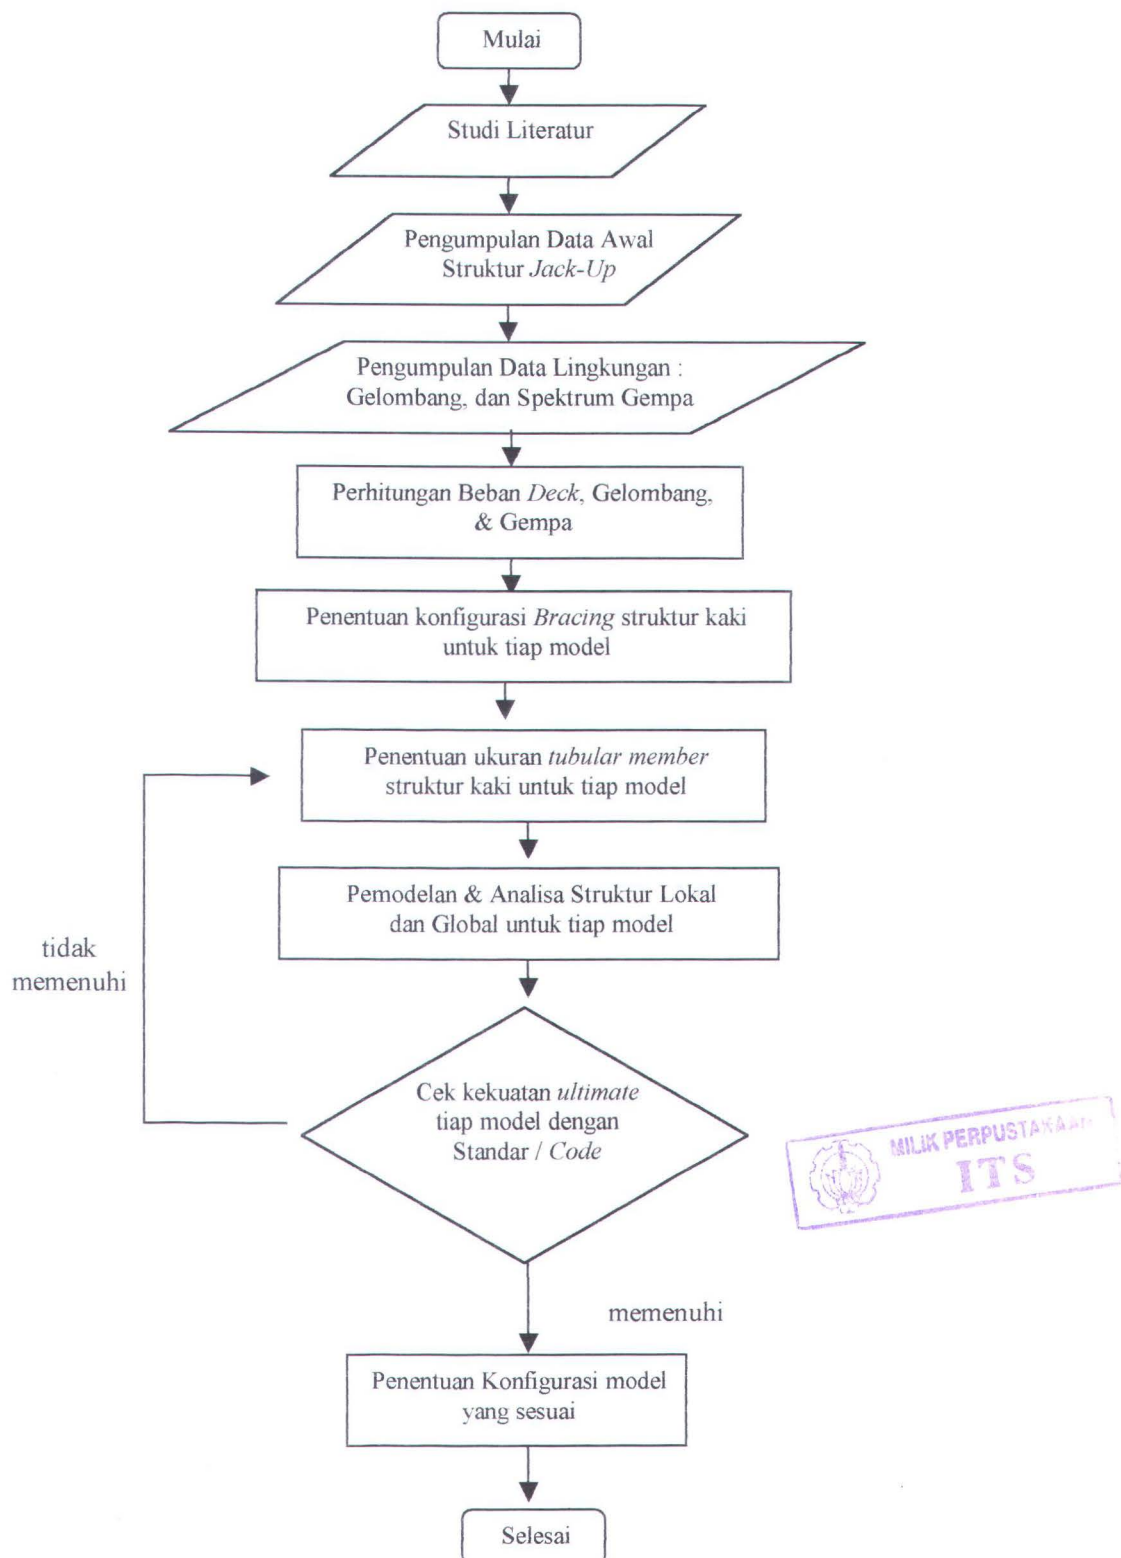 Mulai
Studi Literatur
Pengumpulan Data Awal
Struktur Jack-Up
Pengumpulan Data Lingkungan :
Gelombang, dan Spektrum Gempa
Perhitungan Beban Deck, Gelombang,
& Gempa
Penentuan konfigurasi Bracing struktur kaki
untuk tiap model
Penentuan ukuran tubular member
struktur kaki untuk tiap model
Pemodelan & Analisa Struktur Lokal
dan Global untuk tiap model
tidak
memenuhi
Cek kekuatan ultimate
tiap model dengan
Standar / Code
MILIK PERPUSTAKAAN
ITS
memenuhi
Penentuan Konfigurasi model
yang sesuai
Selesai